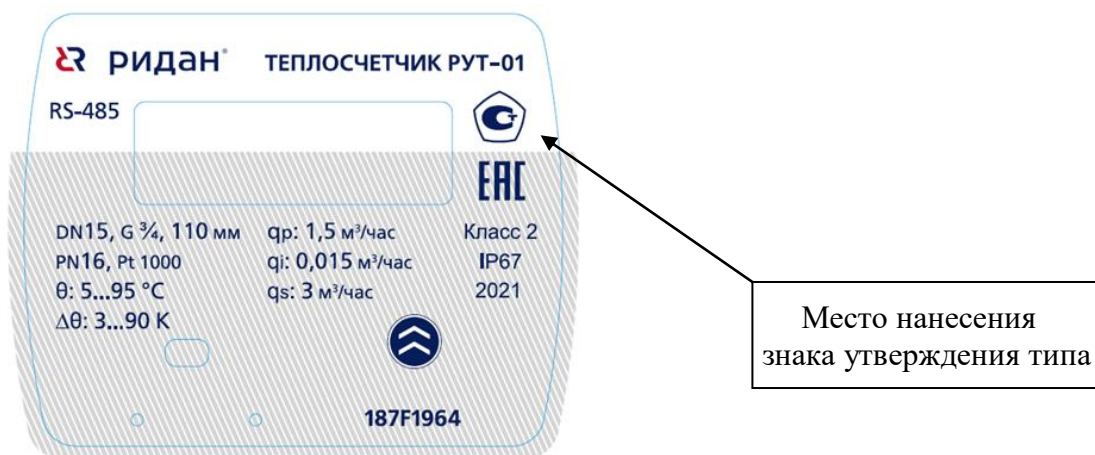 ридан ТЕПЛОСЧЕТЧИК РУТ-01
RS-485
ЕАС
DN15, G ¾, 110 мм qp: 1,5 м³/час Класс 2
PN16, Pt 1000 qi: 0,015 м³/час IP67
θ: 5...95 °C qs: 3 м³/час 2021
Δθ: 3...90 K
187F1964
Место нанесения
знака утверждения типа